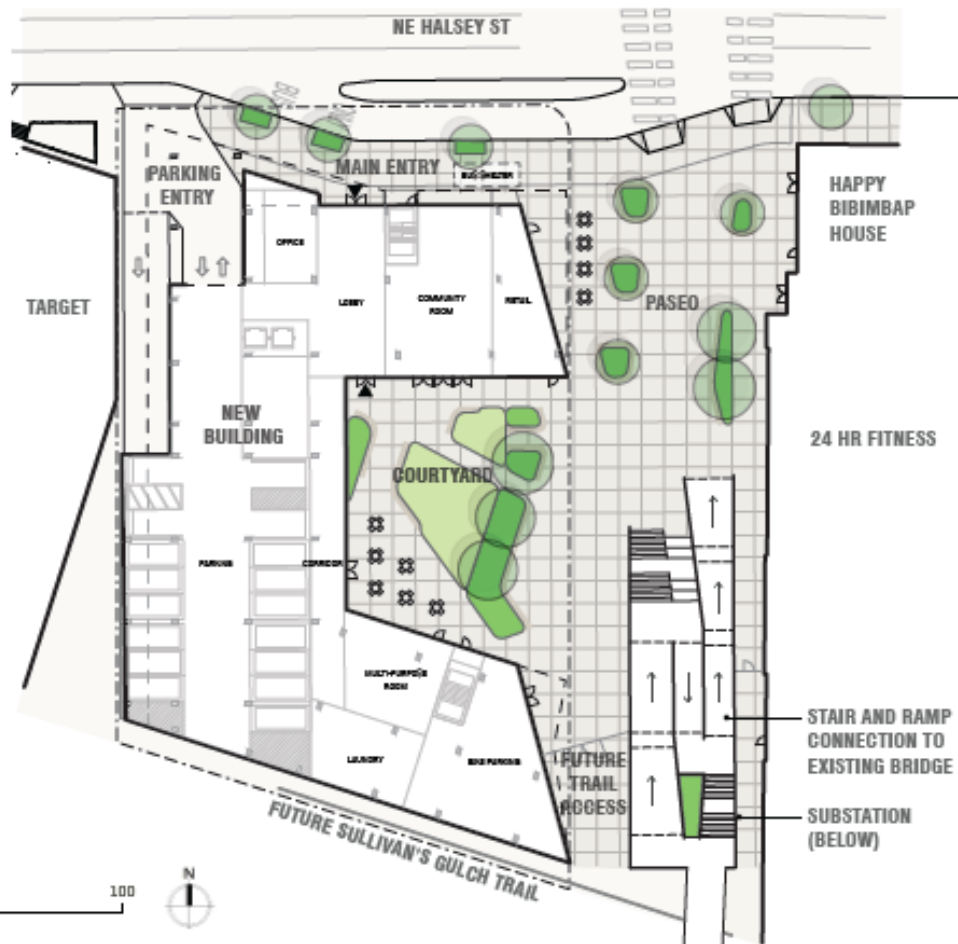 NE HALSEY ST
MAIN ENTRY
PARKING
ENTRY
BUS SHELTER
HAPPY
BIBIMBAP
HOUSE
OFFICE
TARGET
LOBBY
COMMUNITY
ROOM
RETAIL
PASEO
NEW
BUILDING
24 HR FITNESS
COURTYARD
PARKING
CORRIDOR
MULTI-PURPOSE
ROOM
LAUNDRY
BIKE PARKING
FUTURE
TRAIL
ACCESS
STAIR AND RAMP
CONNECTION TO
EXISTING BRIDGE
SUBSTATION
(BELOW)
FUTURE SULLIVAN'S GULCH TRAIL
100
N